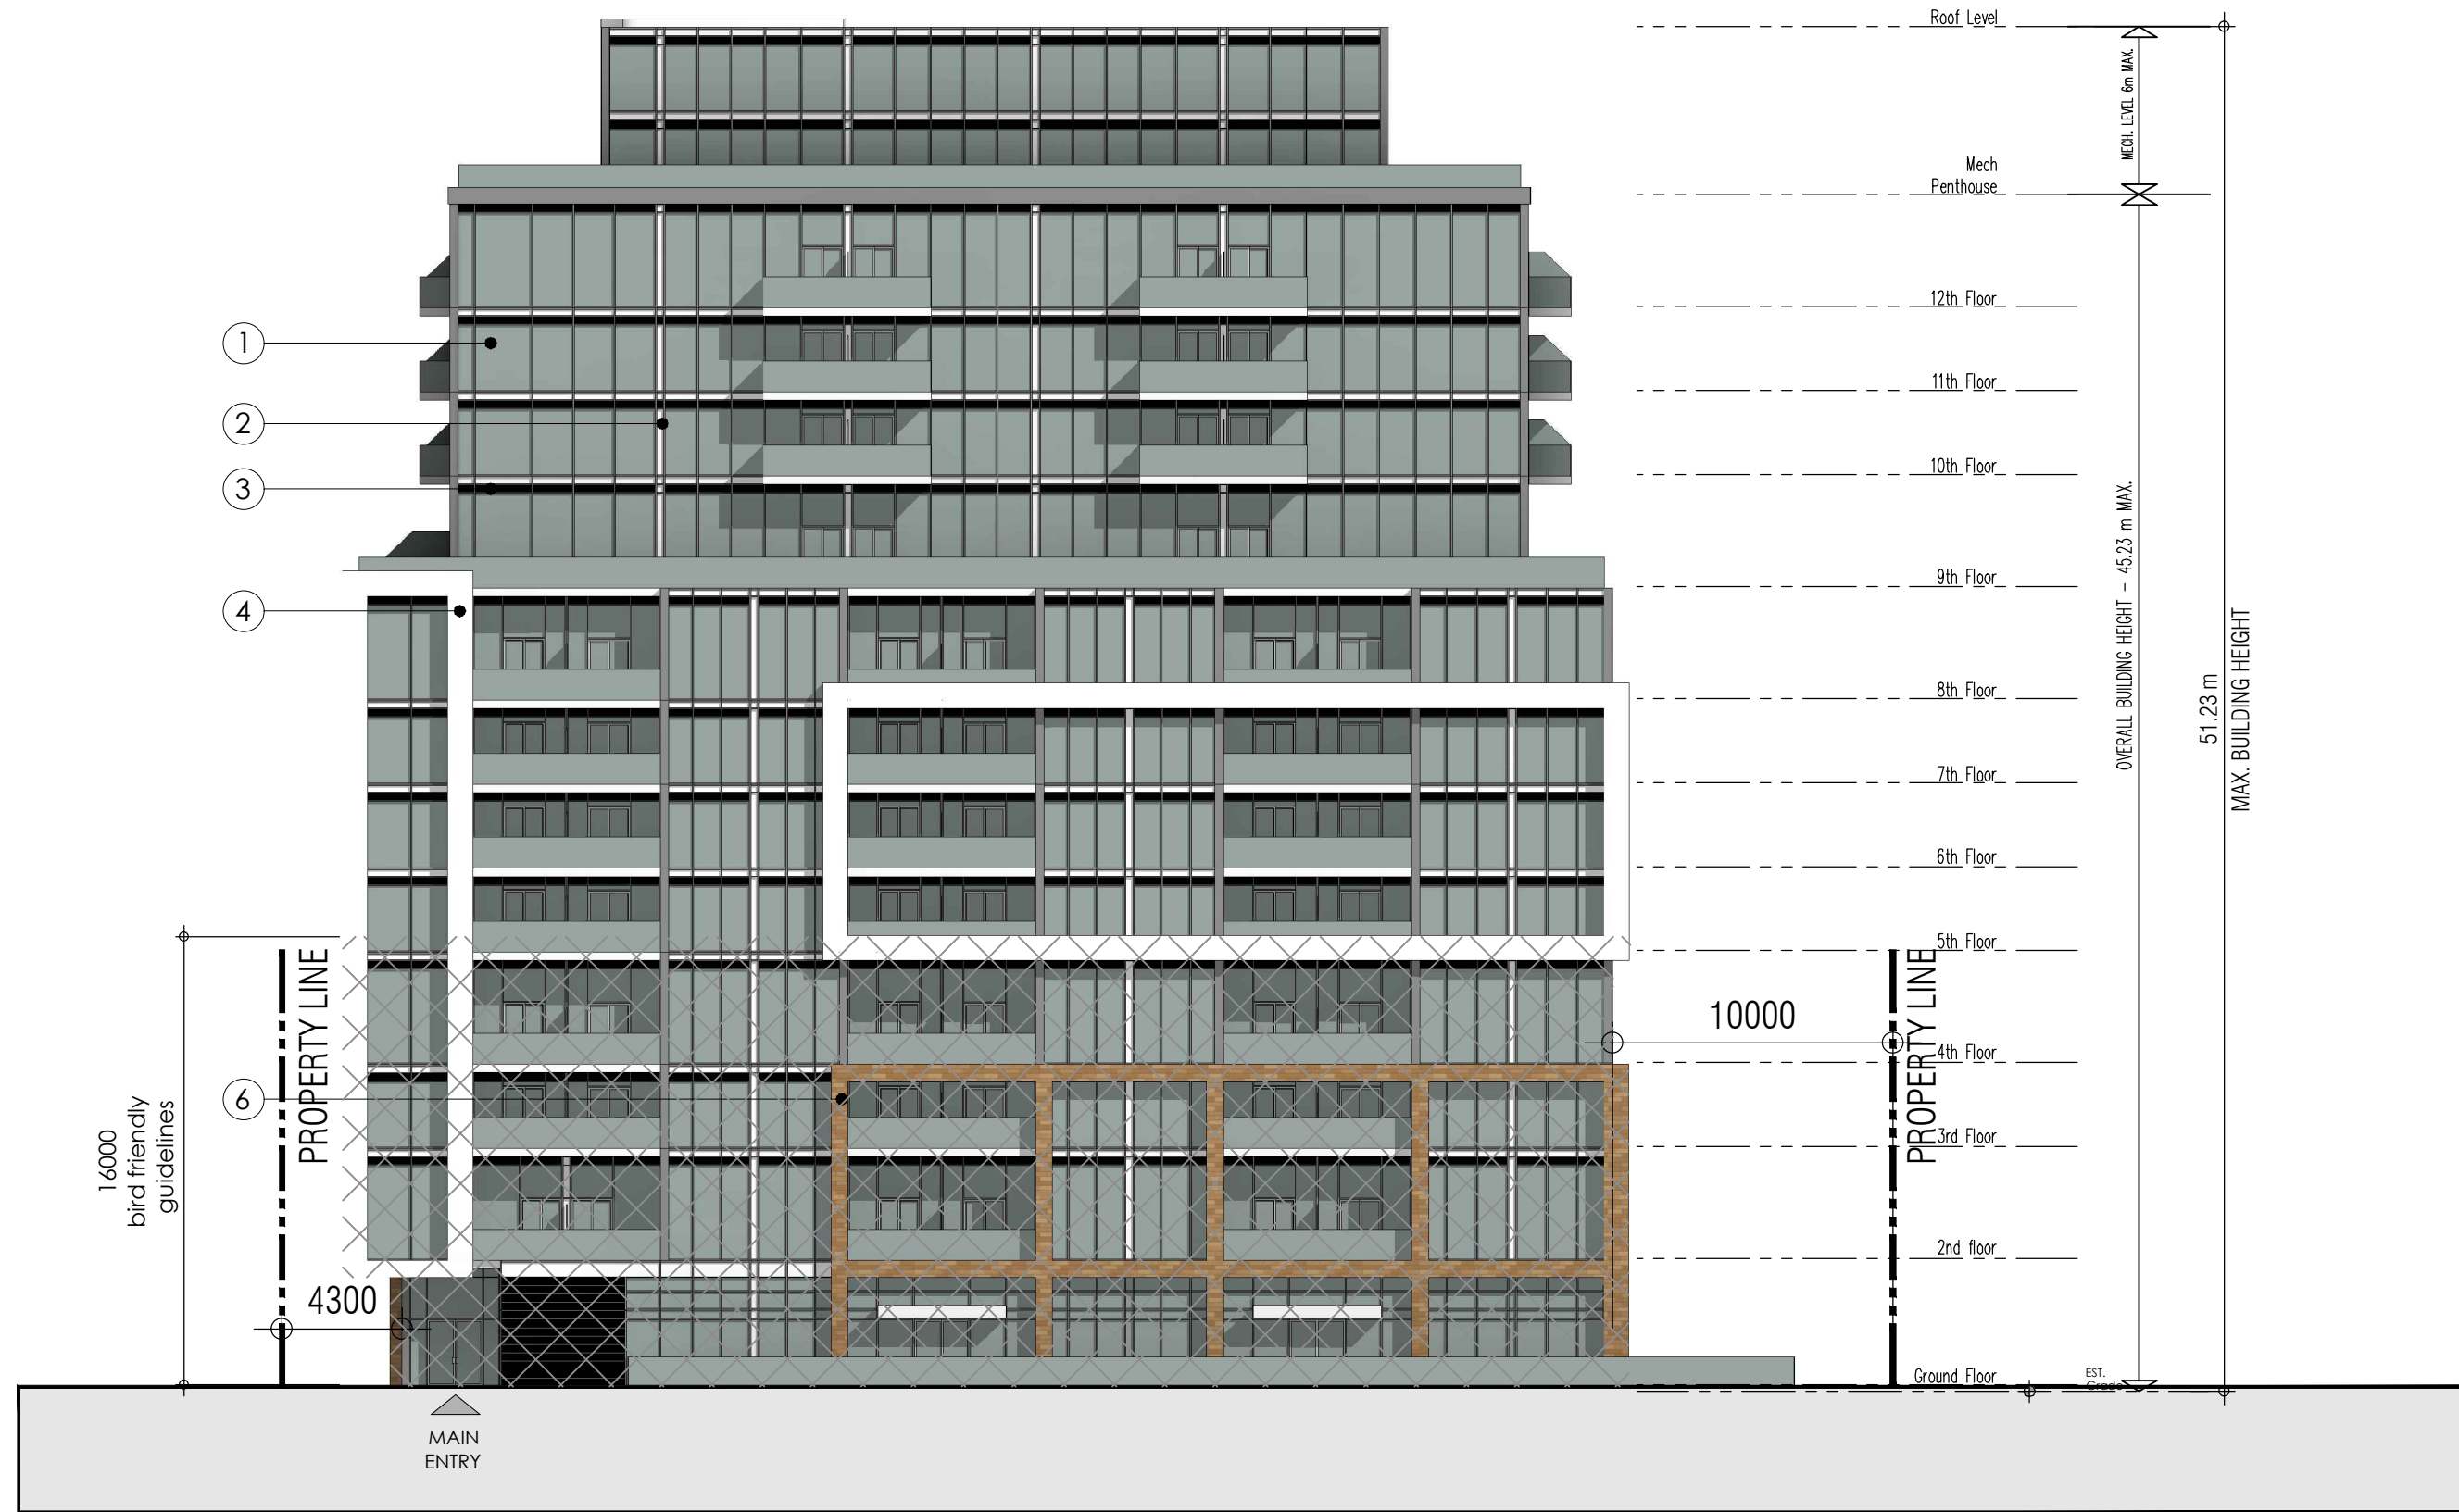 Roof Level
MECH. LEVEL 6m MAX.
Mech
Penthouse
12th Floor
1
11th Floor
2
10th Floor
3
OVERALL BUILDING HEIGHT - 45.23 m MAX.
9th Floor
4
51.23 m
MAX. BUILDING HEIGHT
8th Floor
7th Floor
6th Floor
5th Floor
PROPERTY LINE
PROPERTY LINE
10000
4th Floor
6
16000
bird friendly
guidelines
3rd Floor
2nd floor
4300
Ground Floor
EST.
Grade
MAIN
ENTRY